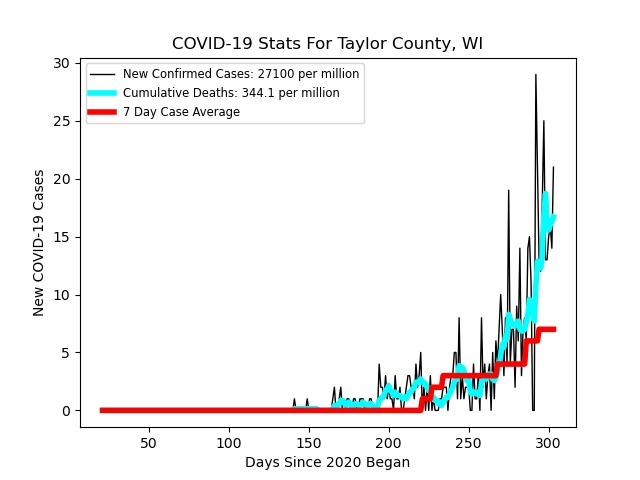 COVID-19 Stats For Taylor County, WI
New Confirmed Cases: 27100 per million
Cumulative Deaths: 344.1 per million
7 Day Case Average
New COVID-19 Cases
30
25
20
15
10
5
0
50 100 150 200 250 300
Days Since 2020 Began